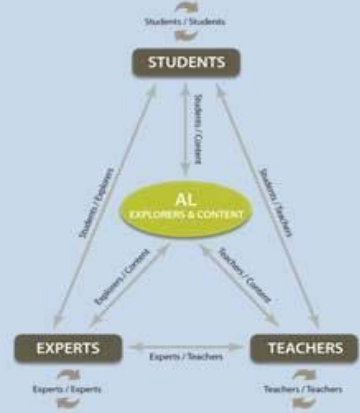 Students / Students
STUDENTS
Students / Content
Students / Explorers
Students / Teachers
AL
EXPLORERS & CONTENT
Explorers / Content
Teachers / Content
EXPERTS
Experts / Teachers
TEACHERS
Experts / Experts
Teachers / Teachers